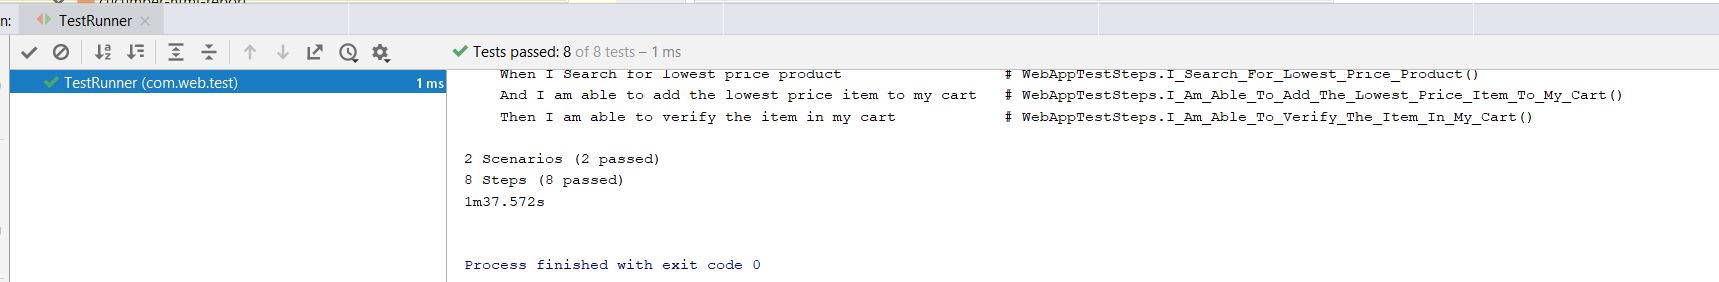 cucumber-html-report
n:
TestRunner
Tests passed: 8 of 8 tests – 1 ms
TestRunner (com.web.test) 1 ms
When I Search for lowest price product # WebAppTestSteps.I_Search_For_Lowest_Price_Product()
And I am able to add the lowest price item to my cart # WebAppTestSteps.I_Am_Able_To_Add_The_Lowest_Price_Item_To_My_Cart()
Then I am able to verify the item in my cart # WebAppTestSteps.I_Am_Able_To_Verify_The_Item_In_My_Cart()
2 Scenarios (2 passed)
8 Steps (8 passed)
1m37.572s
Process finished with exit code 0